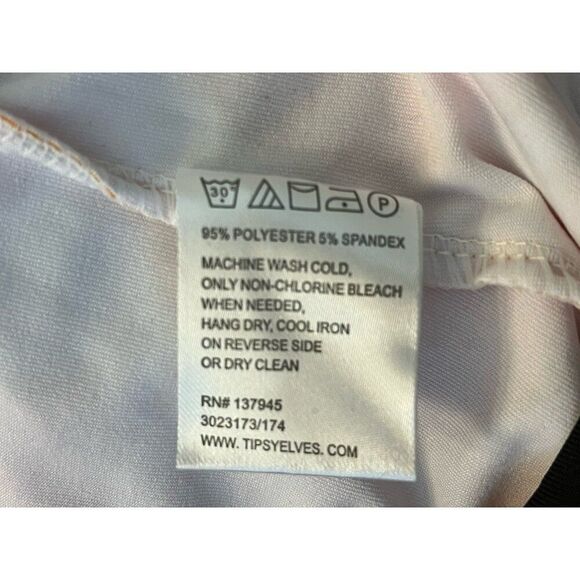 30°
P
95% POLYESTER 5% SPANDEX
MACHINE WASH COLD,
ONLY NON-CHLORINE BLEACH
WHEN NEEDED,
HANG DRY, COOL IRON
ON REVERSE SIDE
OR DRY CLEAN
RN# 137945
3023173/174
WWW. TIPSYELVES. COM